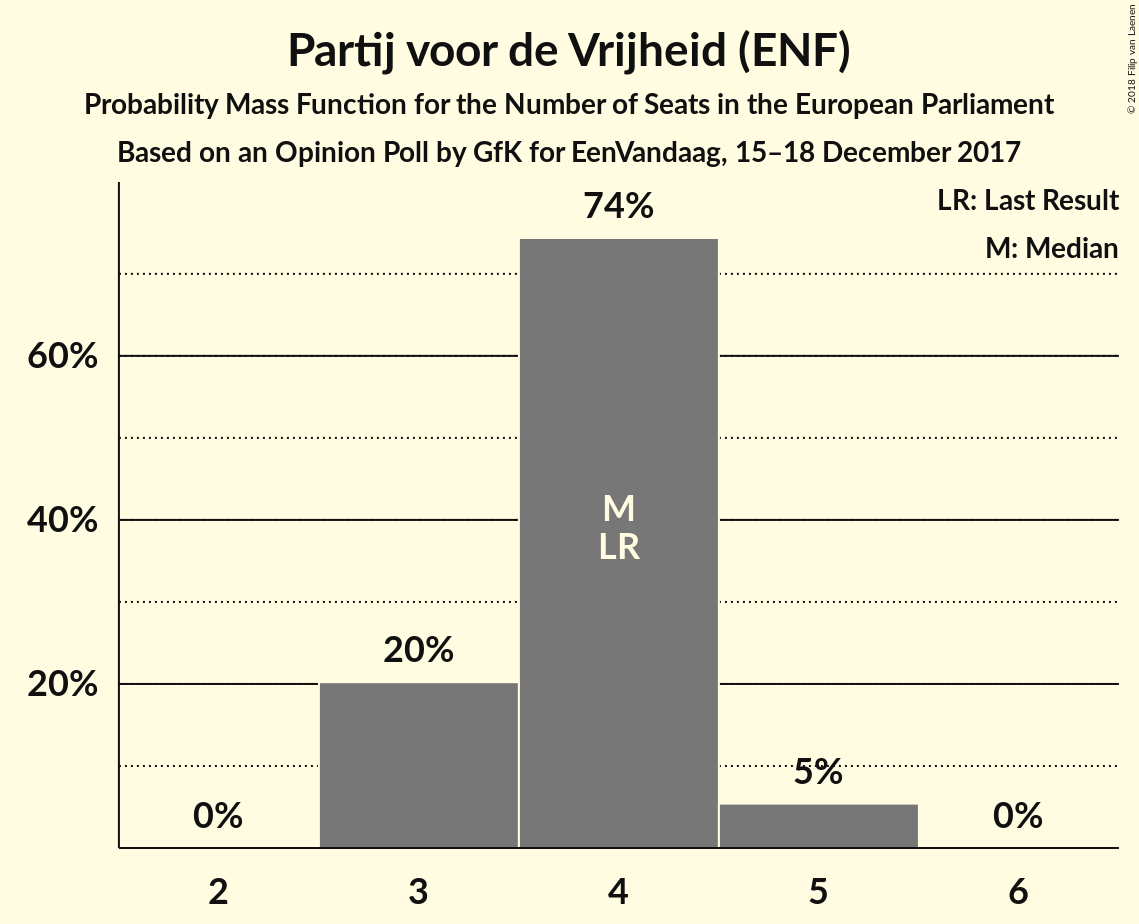 Partij voor de Vrijheid (ENF)
Probability Mass Function for the Number of Seats in the European Parliament
Based on an Opinion Poll by GfK for EenVandaag, 15–18 December 2017
© 2018 Filip van Laenen
LR: Last Result
M: Median
74%
60%
M
40%
LR
20%
20%
5%
0%
0%
2 3 4 5 6